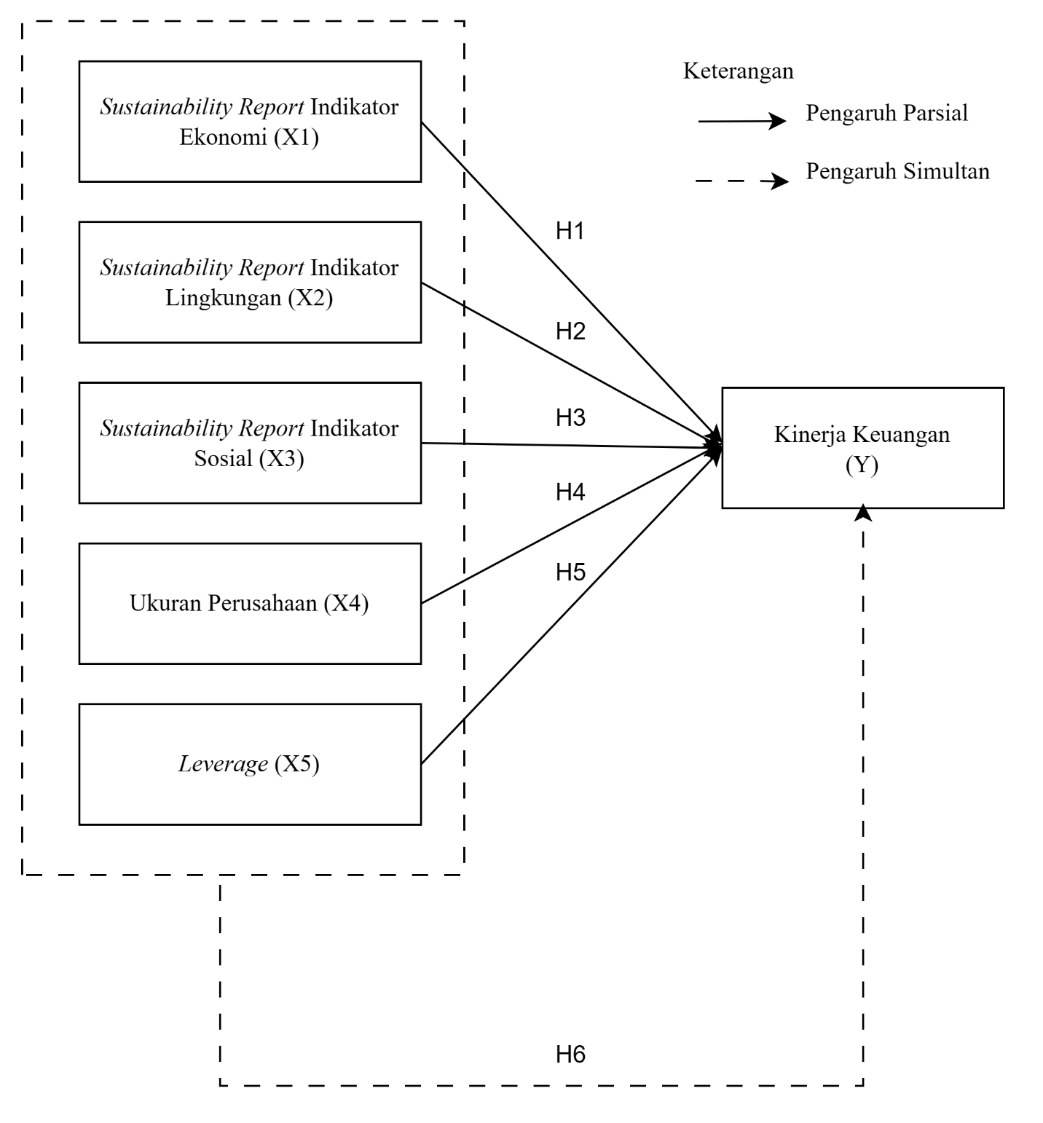 Sustainability Report Indikator
Ekonomi (X1)
Sustainability Report Indikator
Lingkungan (X2)
Sustainability Report Indikator
Sosial (X3)
Ukuran Perusahaan (X4)
Leverage (X5)
H1
H2
H3
H4
H5
H6
Keterangan
Pengaruh Parsial
Pengaruh Simultan
Kinerja Keuangan
(Y)